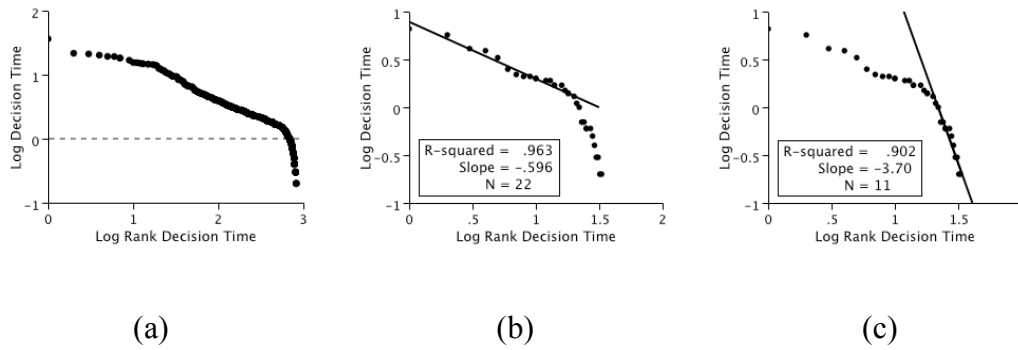 2
1
0
−1
0
1
2
3
Log Decision Time
Log Rank Decision Time
1
0.5
0
−0.5
−1
0
.5
1
1.5
2
Log Decision Time
Log Rank Decision Time
R-squared = .963
Slope = −.596
N = 22
1
0.5
0
−0.5
−1
0
.5
1
1.5
Log Decision Time
Log Rank Decision Time
R-squared = .902
Slope = −3.70
N = 11
(a)
(b)
(c)